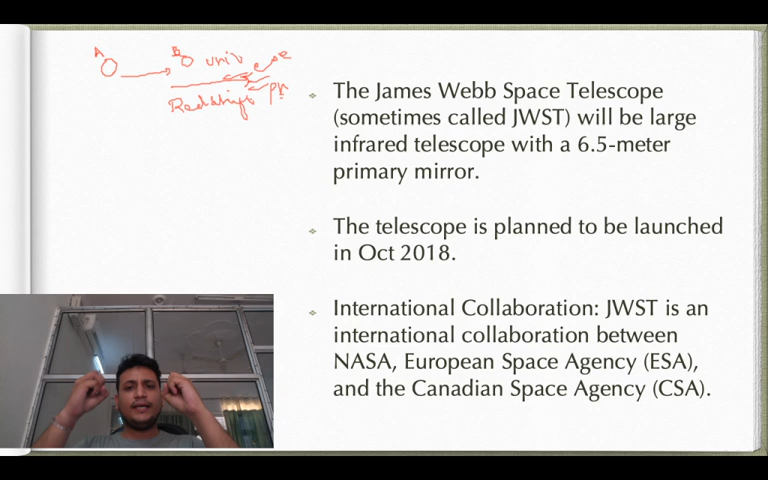 A
B
univ
Redshift
The James Webb Space Telescope
(sometimes called JWST) will be large
infrared telescope with a 6.5-meter
primary mirror.
The telescope is planned to be launched
in Oct 2018.
International Collaboration: JWST is an
international collaboration between
NASA, European Space Agency (ESA),
and the Canadian Space Agency (CSA).